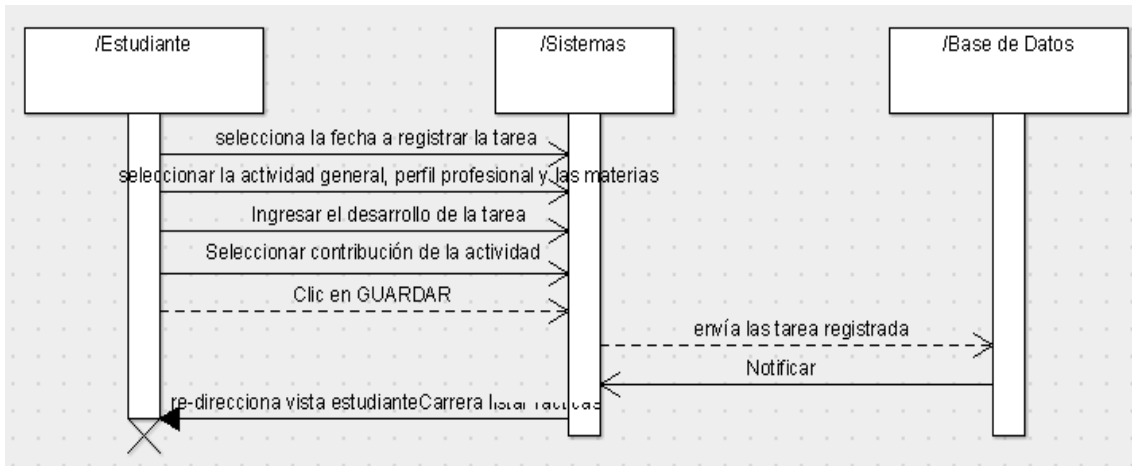 /Estudiante
/Sistemas
/Base de Datos
selecciona la fecha a registrar la tarea
seleccionar la actividad general, perfil profesional y las materias
Ingresar el desarrollo de la tarea
Seleccionar contribución de la actividad
Clic en GUARDAR
envía las tarea registrada
Notificar
re-direcciona vista estudianteCarrera